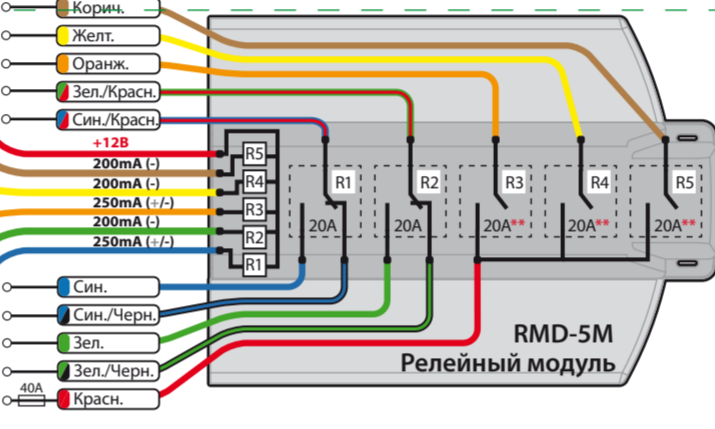 Корич.
Желт.
Оранж.
Зел./Красн.
Син./Красн.
+12В
200mA (-)
200mA (-)
250mA (+/-)
200mA (-)
250mA (+/-)
R5
R4
R3
R2
R1
R1
R2
R3
R4
R5
20A
20A
20A**
20A**
20A**
Син.
Син./Черн.
Зел.
Зел./Черн.
40A
Красн.
RMD-5M
Релейный модуль